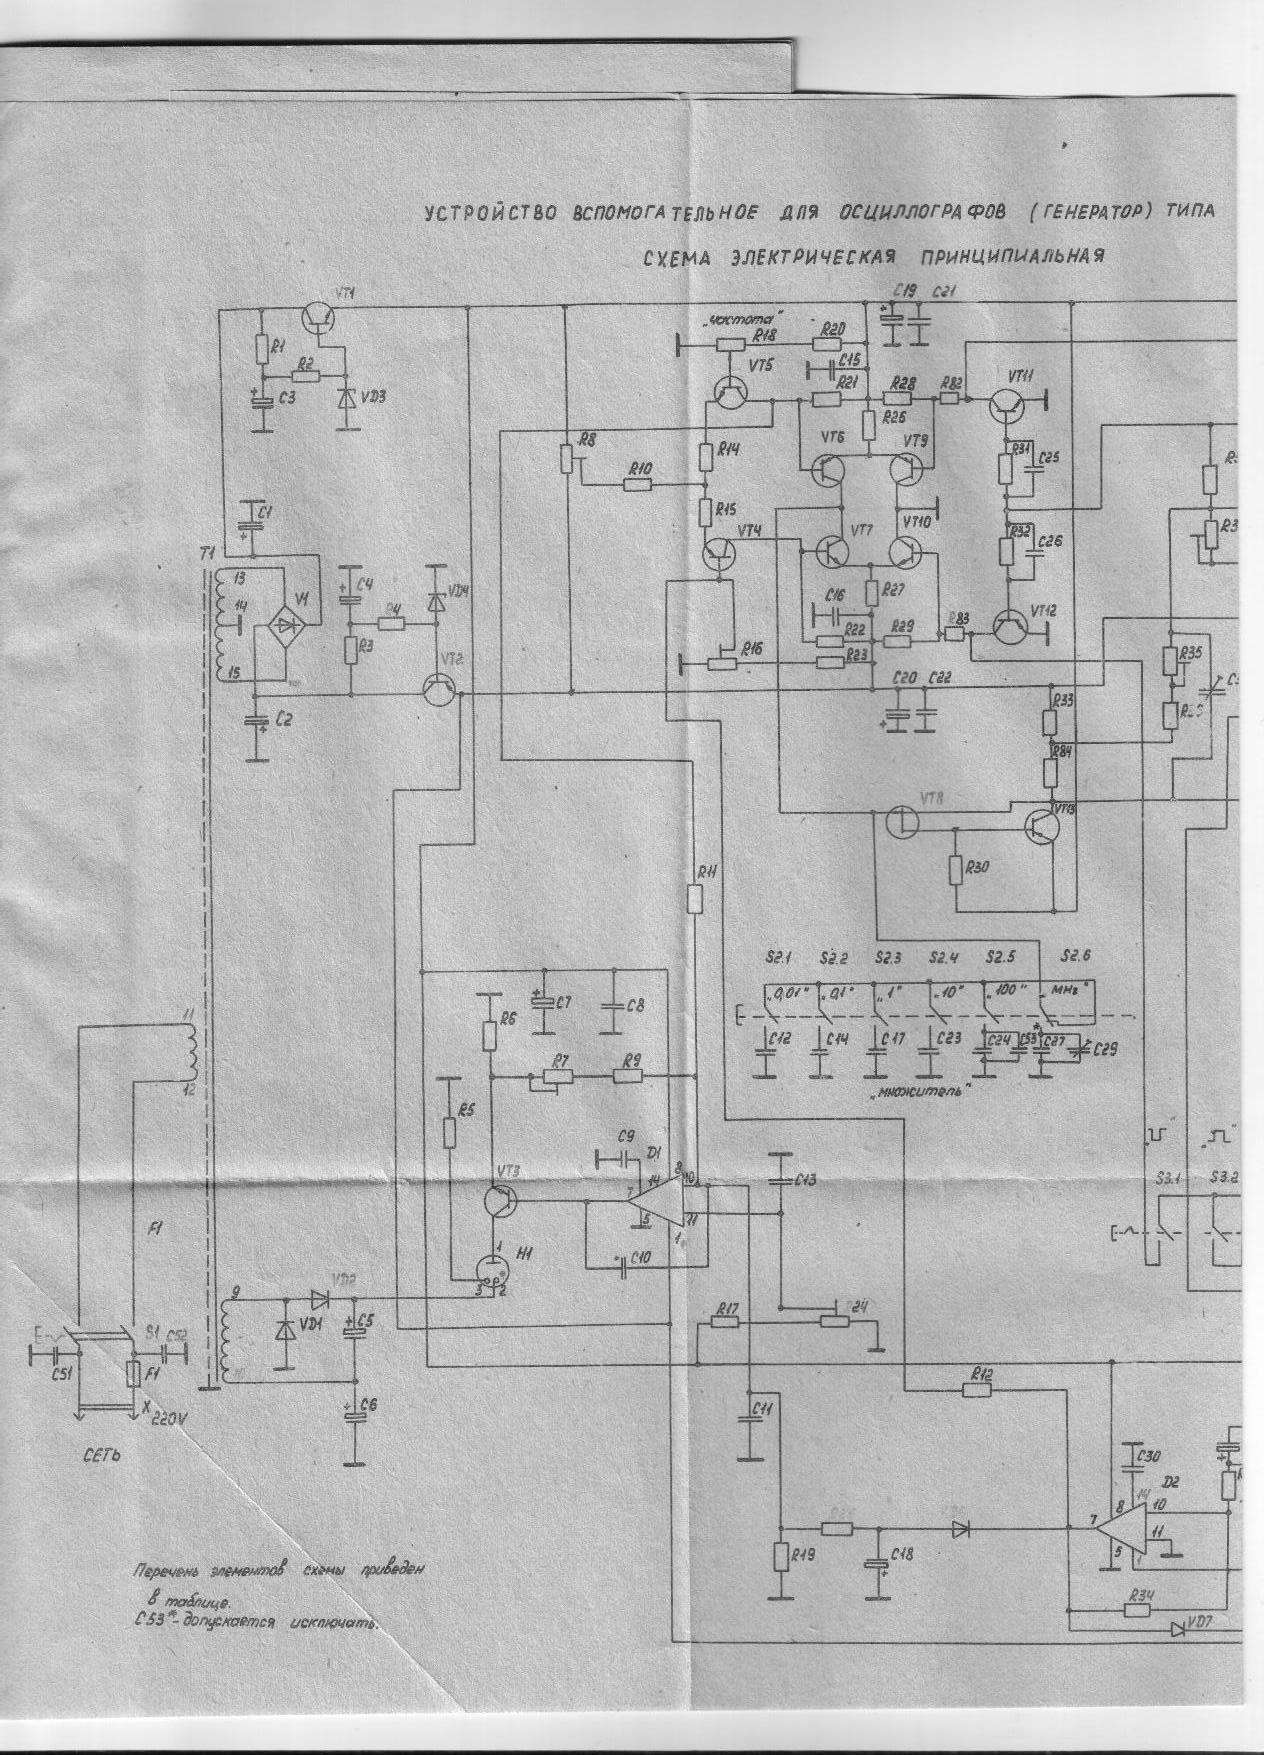 УСТРОЙСТВО ВСПОМОГАТЕЛЬНОЕ ДЛЯ ОСЦИЛЛОГРАФОВ (ГЕНЕРАТОР) ТИПА
СХЕМА ЭЛЕКТРИЧЕСКАЯ ПРИНЦИПИАЛЬНАЯ
VT1
C19 C21
„частота"
R18 R20
R1
R2
C3 VD3
VT5 C15
R21 R28 R82 VT11
R26
R8 R14 VT6 VT9
R10
R31 C25
R15
C1
VT4 VT7 VT10
R32 C26
T1
13
14
15
V1
C4 R4 VD4
R3 VT2
C16 R27
R22 R29 R83 VT12
R16 R23
R35
C2
C20 C22
R33
R84
VT8 VT13
R11 R30
S2.1 S2.2 S2.3 S2.4 S2.5 S2.6
„0,01" „0,1" „1" „10" „100" „мнг"
C12 C14 C17 C23 C24 C53 * C27 C29
„множитель"
11
12
R6 C7 C8
R7 R9
R5
C9 D1
VT3
7 14 8 10
5 1 11
C13
S3.1 S3.2
F1
C10
1 H1
3 2
9 VD2
VD1 C5
C6
S1 C52
C51 F1
X 220V
СЕТЬ
R17 24
C11 R12
C30 D2
7 8 14 10
5 1 11
R19 C18
R34
VD7
Перечень элементов схемы приведен
в таблице.
C53* - допускается исключать.